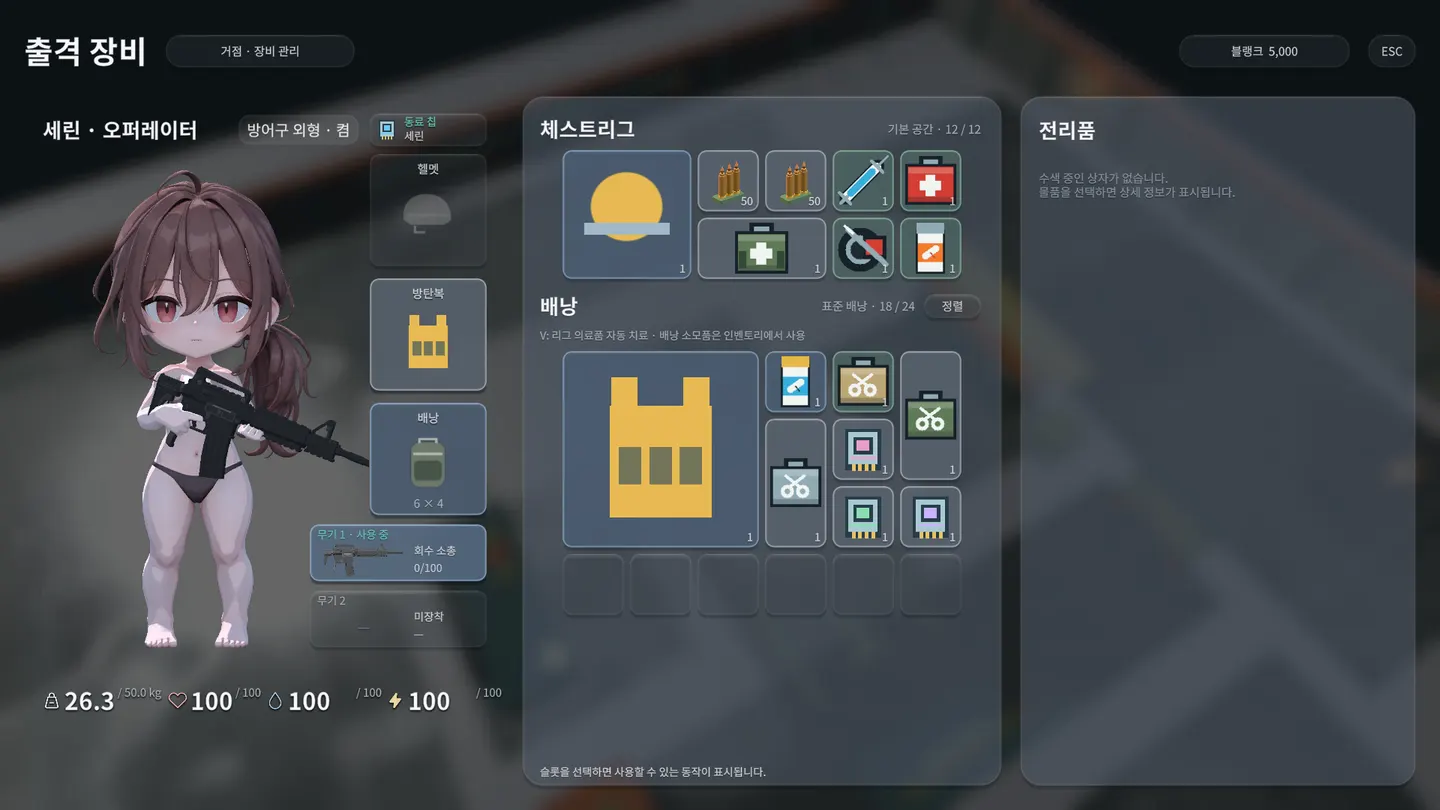 출격 장비
거점 · 장비 관리
블랭크 5,000
ESC
세린 · 오퍼레이터
방어구 외형 · 켬
동료 칩
세린
헬멧
방탄복
배낭
6 × 4
무기 1 · 사용 중
회수 소총
0/100
무기 2
—
미장착
—
26.3 / 50.0 kg
100 / 100
100 / 100
100 / 100
체스트리그
기본 공간 · 12 / 12
1
50
50
1
1
1
1
1
배낭
표준 배낭 · 18 / 24
정렬
V: 리그 의료품 자동 치료 · 배낭 소모품은 인벤토리에서 사용
1
1
1
1
1
1
1
1
슬롯을 선택하면 사용할 수 있는 동작이 표시됩니다.
전리품
수색 중인 상자가 없습니다.
물품을 선택하면 상세 정보가 표시됩니다.